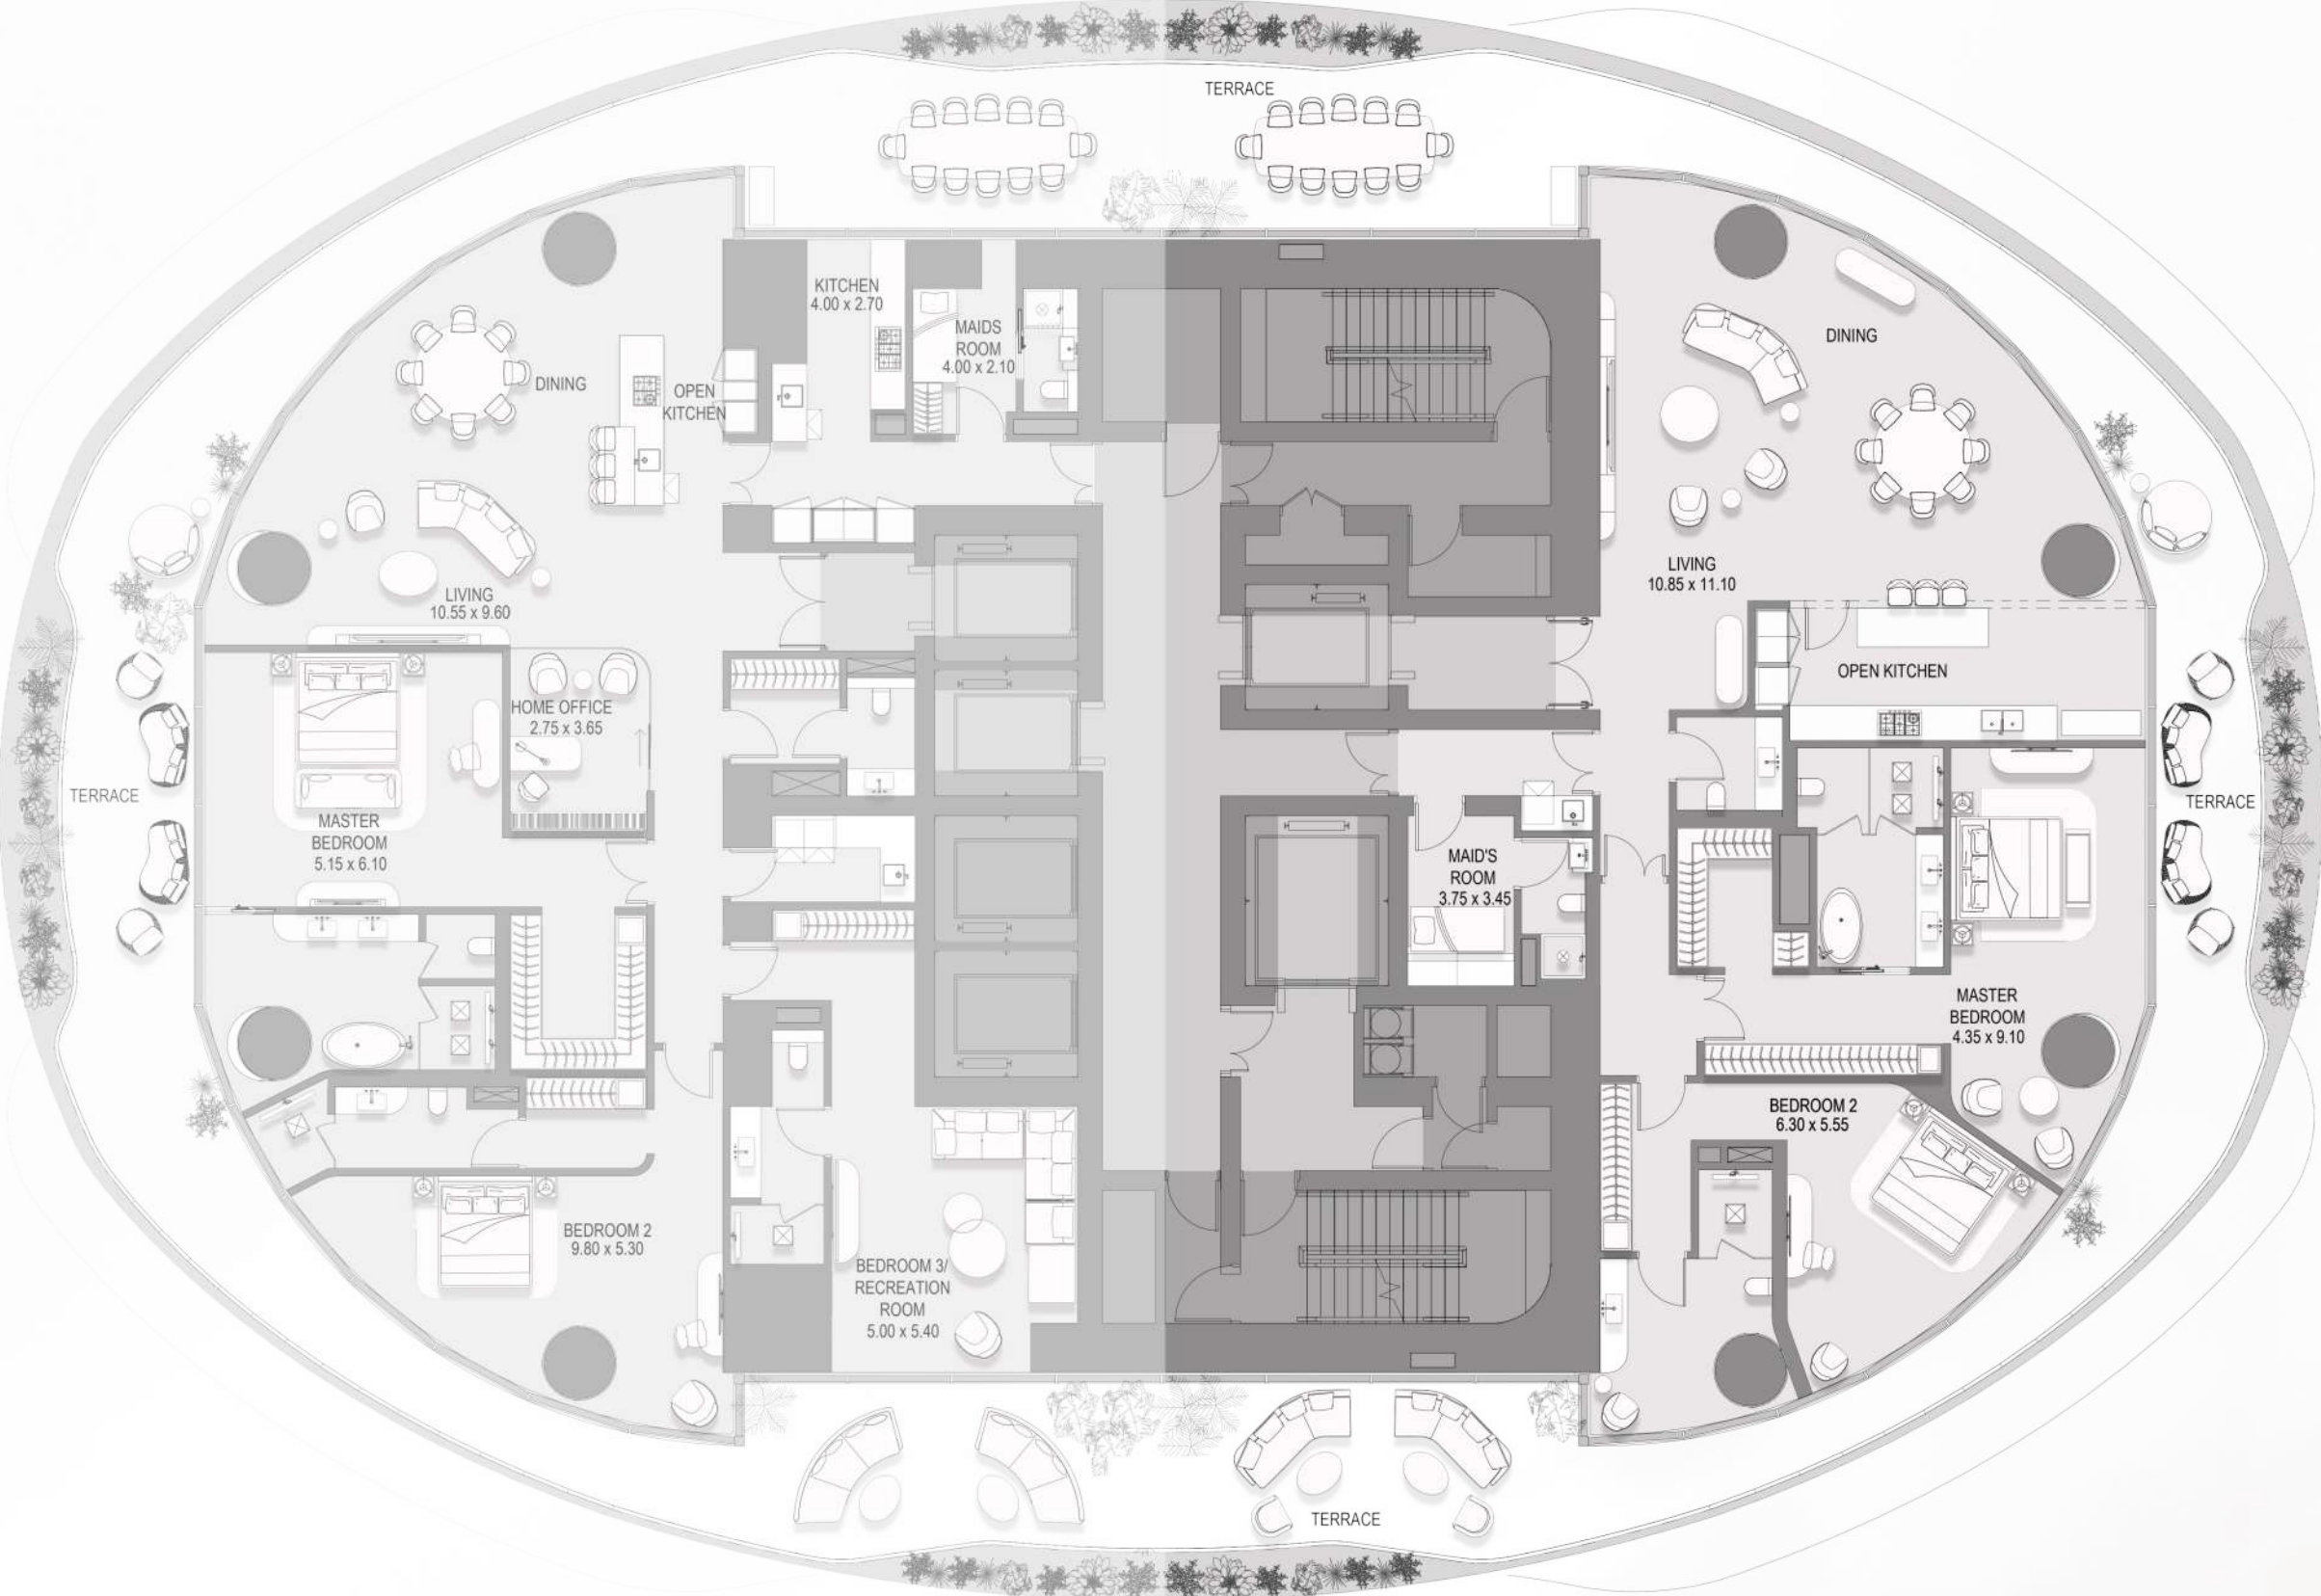 TERRACE
KITCHEN
4.00 x 2.70
MAIDS
ROOM
4.00 x 2.10
DINING
OPEN
KITCHEN
LIVING
10.55 x 9.60
HOME OFFICE
2.75 x 3.65
TERRACE
MASTER
BEDROOM
5.15 x 6.10
BEDROOM 2
9.80 x 5.30
BEDROOM 3/
RECREATION
ROOM
5.00 x 5.40
DINING
LIVING
10.85 x 11.10
OPEN KITCHEN
TERRACE
MAID'S
ROOM
3.75 x 3.45
MASTER
BEDROOM
4.35 x 9.10
BEDROOM 2
6.30 x 5.55
TERRACE